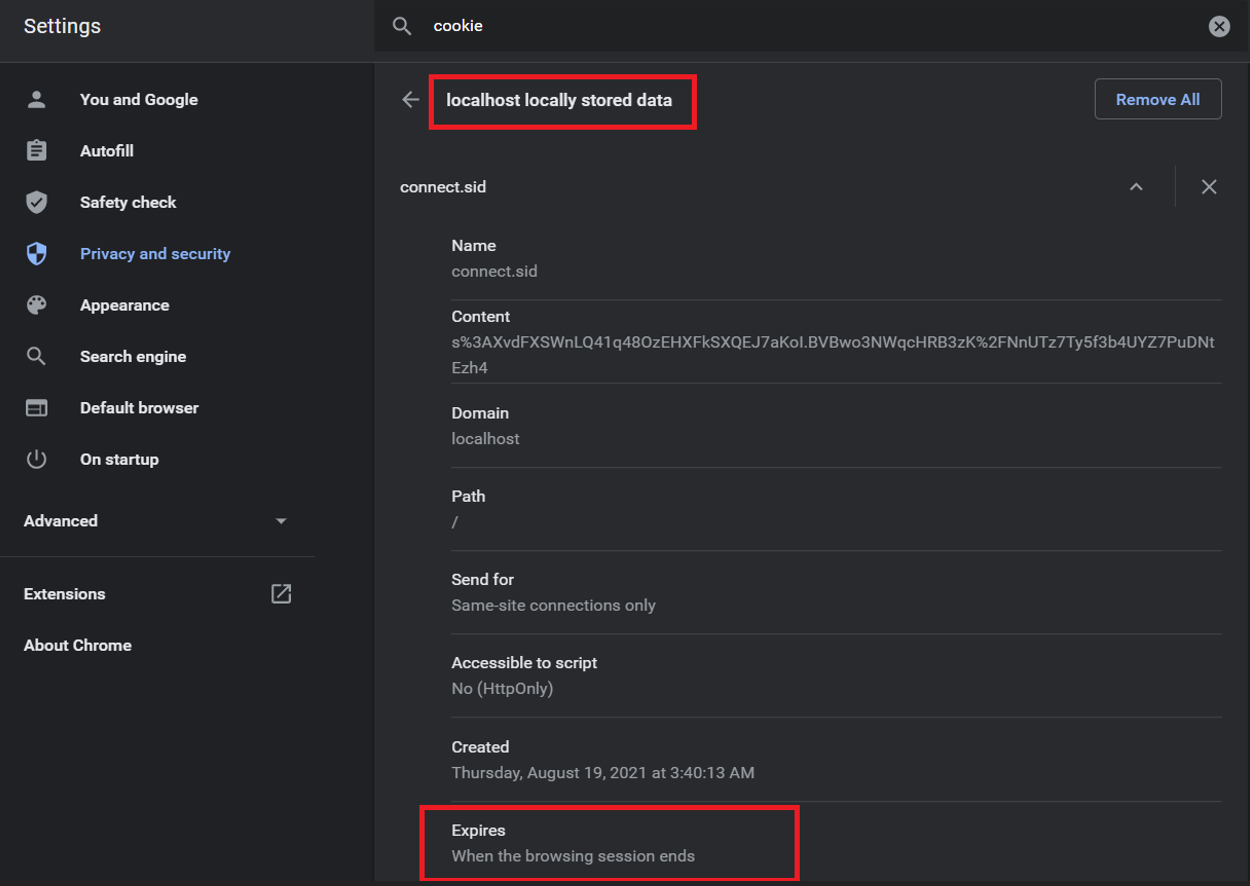 Settings
cookie
You and Google
Autofill
Safety check
Privacy and security
Appearance
Search engine
Default browser
On startup
Advanced
Extensions
About Chrome
localhost locally stored data
Remove All
connect.sid
Name
connect.sid
Content
s%3AXvdFXSWnLQ41q48OzEHXFkSXQEJ7aKoI.BVBwo3NWqcHRB3zK%2FNnUTz7Ty5f3b4UYZ7PuDNt
Ezh4
Domain
localhost
Path
/
Send for
Same-site connections only
Accessible to script
No (HttpOnly)
Created
Thursday, August 19, 2021 at 3:40:13 AM
Expires
When the browsing session ends